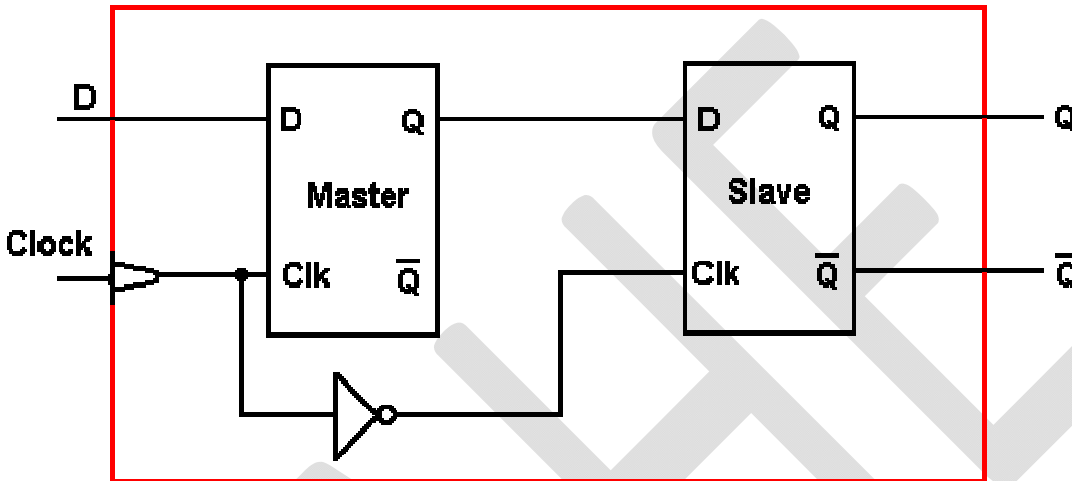 D
D Q
D Q
Q
Master
Slave
Clock
Clk Q̅
Clk Q̅
Q̅